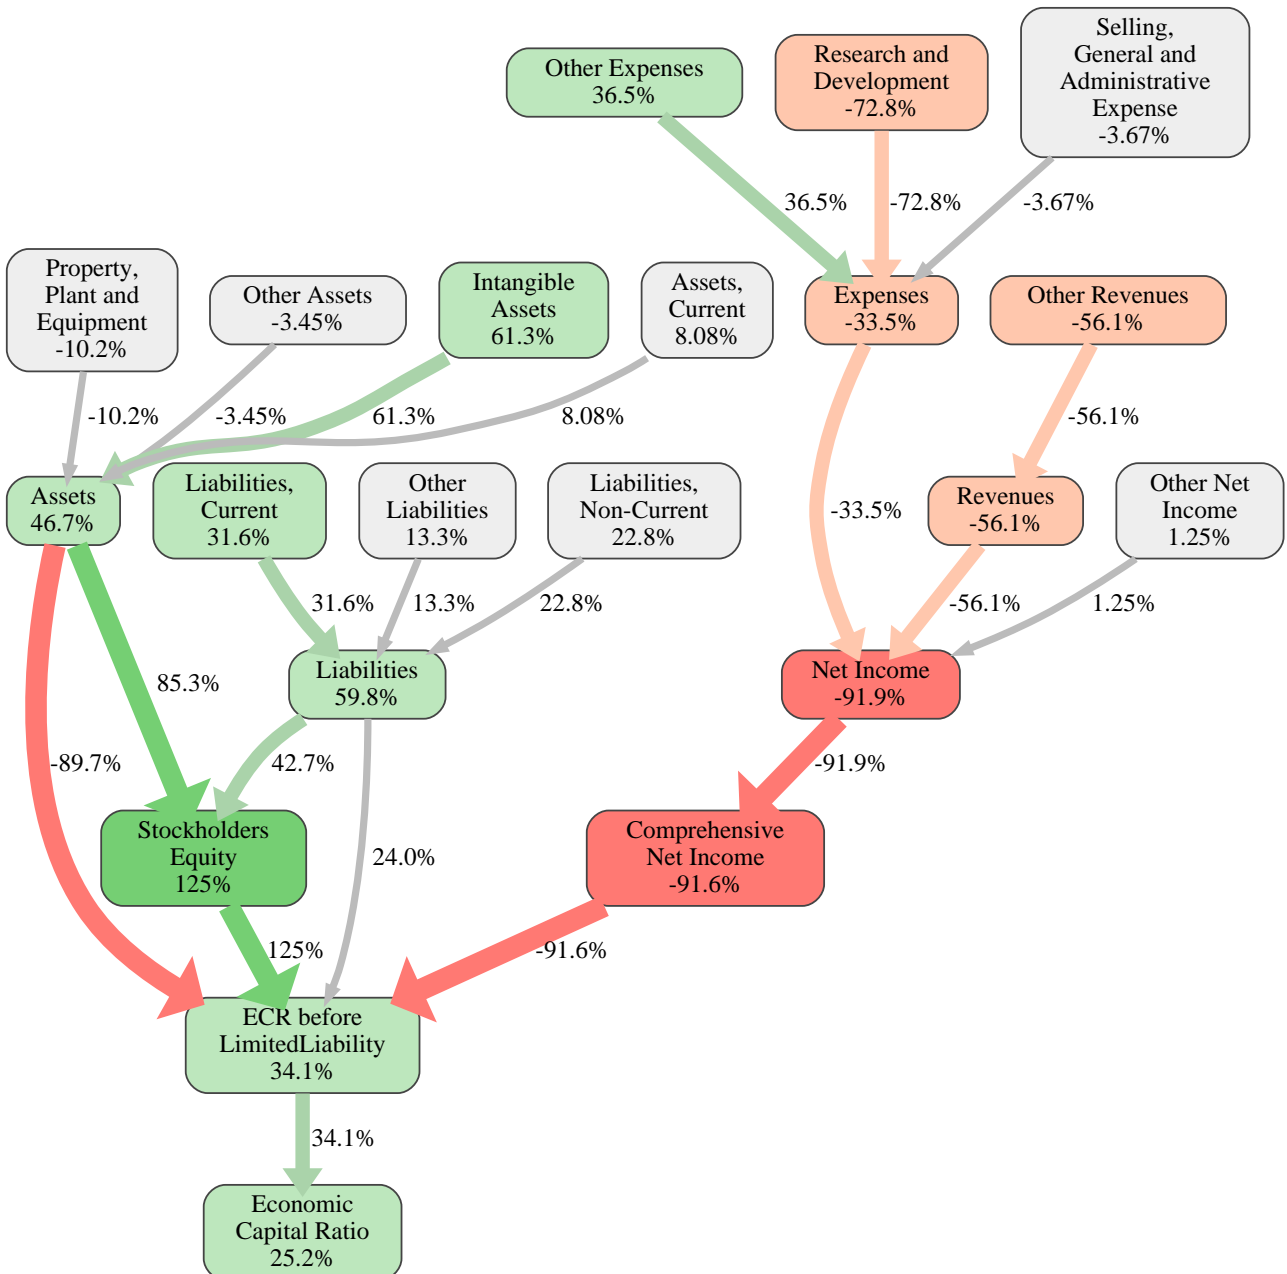 Other Expenses
36.5%
Research and
Development
-72.8%
Selling,
General and
Administrative
Expense
-3.67%
36.5%
-72.8%
-3.67%
Property,
Plant and
Equipment
-10.2%
Other Assets
-3.45%
Intangible
Assets
61.3%
Assets,
Current
8.08%
Expenses
-33.5%
Other Revenues
-56.1%
-10.2%
-3.45%
61.3%
8.08%
-56.1%
Assets
46.7%
Liabilities,
Current
31.6%
Other
Liabilities
13.3%
Liabilities,
Non-Current
22.8%
-33.5%
Revenues
-56.1%
Other Net
Income
1.25%
31.6%
13.3%
22.8%
-56.1%
1.25%
Liabilities
59.8%
Net Income
-91.9%
85.3%
-89.7%
42.7%
-91.9%
Stockholders
Equity
125%
24.0%
Comprehensive
Net Income
-91.6%
125%
-91.6%
ECR before
LimitedLiability
34.1%
34.1%
Economic
Capital Ratio
25.2%